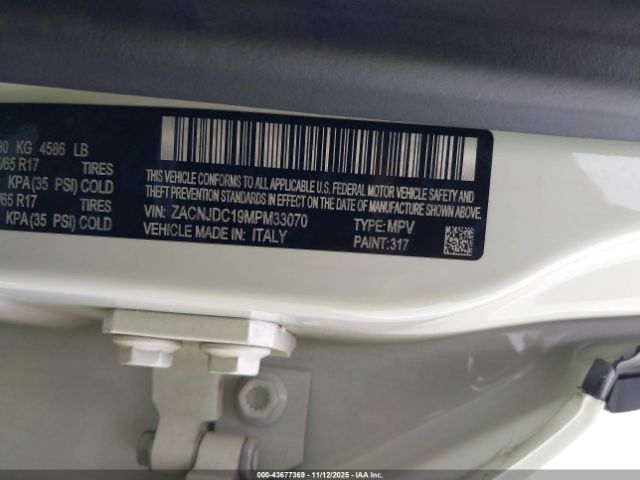 80 KG 4586 LB
/65 R17 TIRES
KPA(35 PSI) COLD
/65 R17 TIRES
KPA (35 PSI) COLD
THIS VEHICLE CONFORMS TO ALL APPLICABLE U.S. FEDERAL MOTOR VEHICLE SAFETY AND
THEFT PREVENTION STANDARDS IN EFFECT ON THE DATE OF MANUFACTURE SHOWN ABOVE.
VIN: ZACNJDC19MPM33070 TYPE: MPV
VEHICLE MADE IN: ITALY PAINT: 317
000-43677369 - 11/12/2025 - IAA Inc.